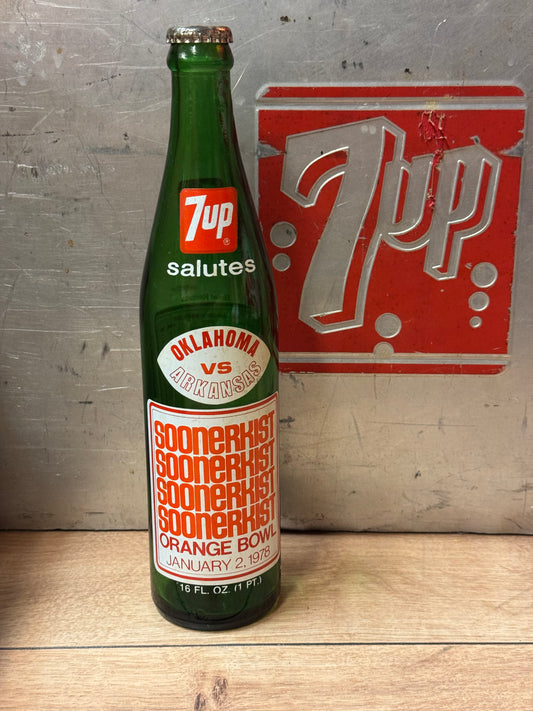 7up
salutes
OKLAHOMA
VS
ARKANSAS
SOONERKIST
SOONERKIST
SOONERKIST
SOONERKIST
ORANGE BOWL
JANUARY 2, 1978
16 FL. OZ. (1 PT.)
7up